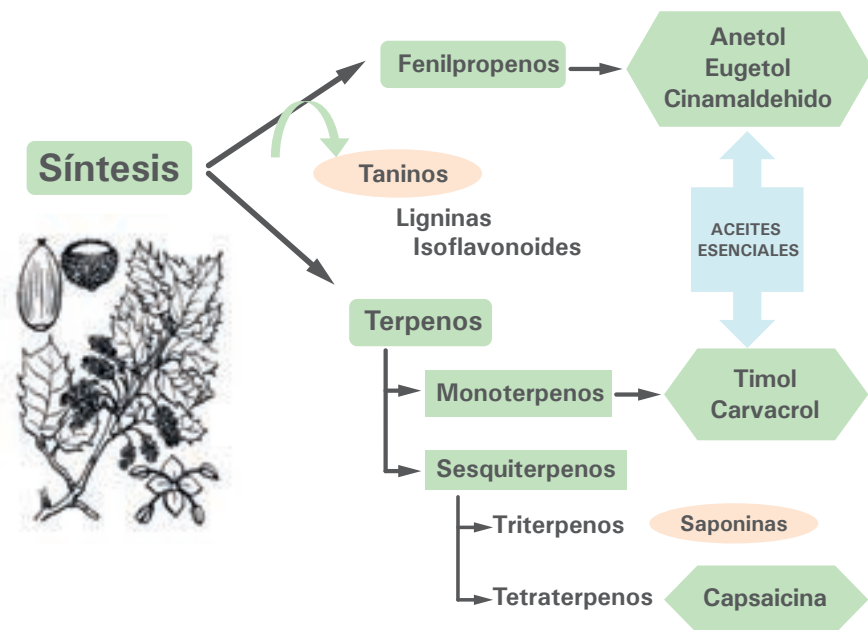 Síntesis
Fenilpropenos
Anetol
Eugetol
Cinamaldehido
Taninos
Ligninas
Isoflavonoides
ACEITES
ESENCIALES
Terpenos
Monoterpenos
Timol
Carvacrol
Sesquiterpenos
Triterpenos
Saponinas
Tetraterpenos
Capsaicina